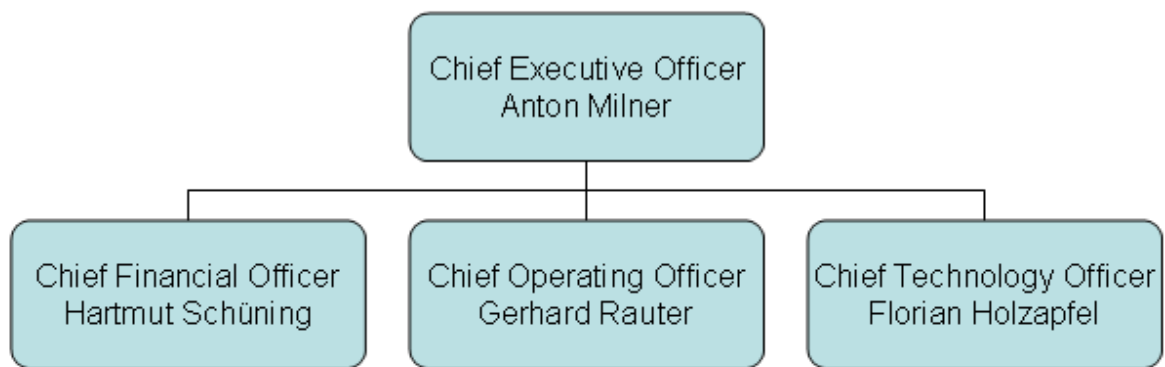 Chief Executive Officer
Anton Milner
Chief Financial Officer
Hartmut Schüning
Chief Operating Officer
Gerhard Rauter
Chief Technology Officer
Florian Holzapfel